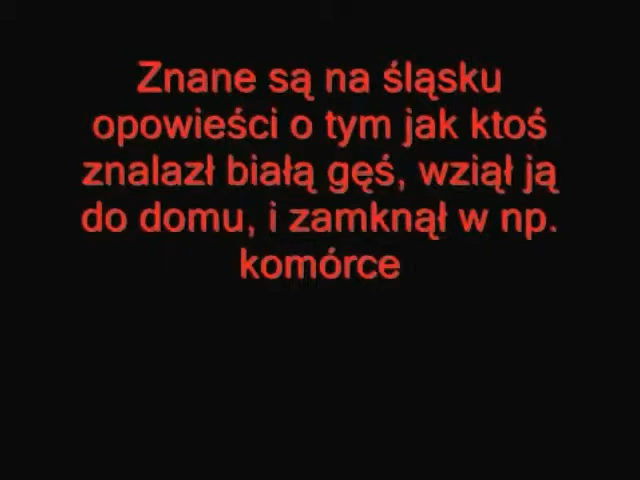 Znane są na śląsku
opowieści o tym jak ktoś
znalazł białą gęś, wziął ją
do domu, i zamknął w np.
komórce